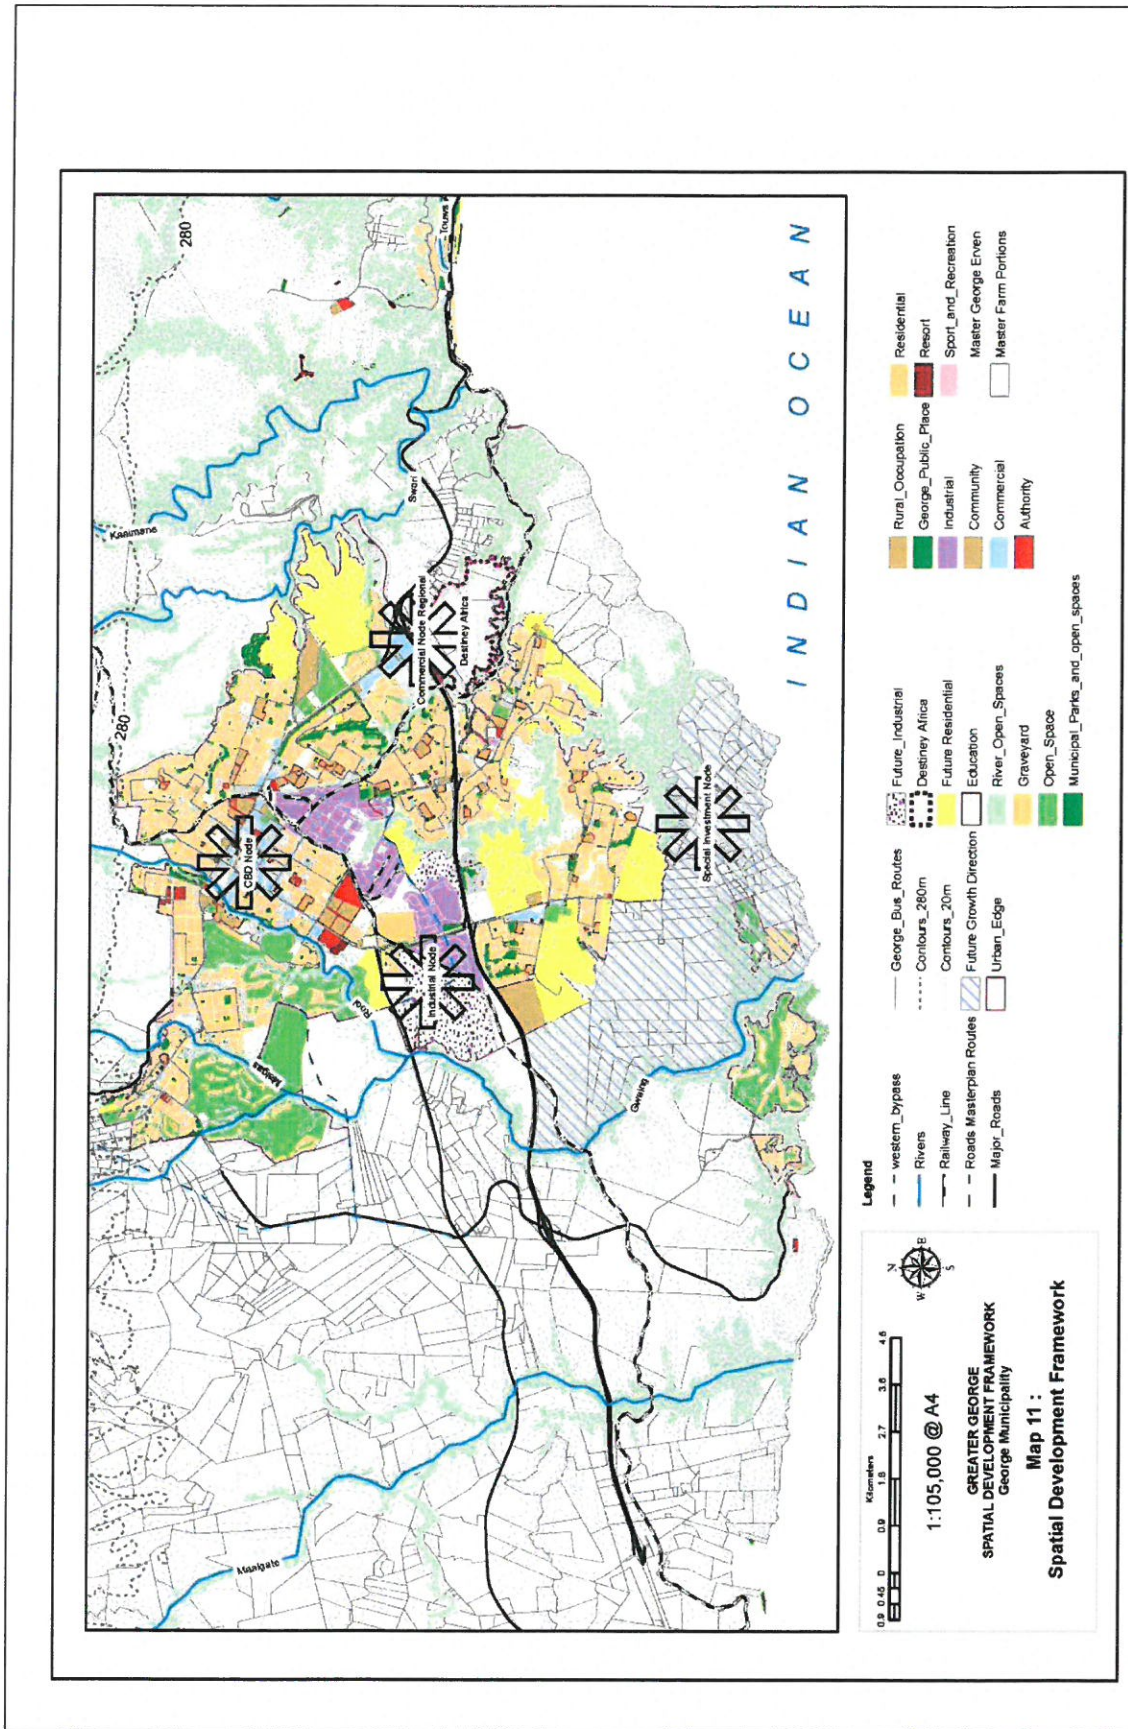 280
280
Touws
Kaaimans
Swart
Commercial Node Regional
Destiney Africa
CBD Node
Special Investment Node
Industrial Node
Rooi
Malgas
Gwaing
Maalgate
INDIAN OCEAN
Legend
western_bypass
Rivers
Railway_Line
Roads Masterplan Routes
Major_Roads
George_Bus_Routes
Contours_280m
Contours_20m
Future Growth Direction
Urban_Edge
Future_Industrial
Destiney Africa
Future Residential
Education
River_Open_Spaces
Graveyard
Open_Space
Municipal_Parks_and_open_spaces
Rural_Occupation
George_Public_Place
Industrial
Community
Commercial
Authority
Residential
Resort
Sport_and_Recreation
Master George Erven
Master Farm Portions
Kilometers
0.9 0.45 0 0.9 1.8 2.7 3.6 4.5
N
W E
S
1:105,000 @ A4
GREATER GEORGE
SPATIAL DEVELOPMENT FRAMEWORK
George Municipality
Map 11 :
Spatial Development Framework